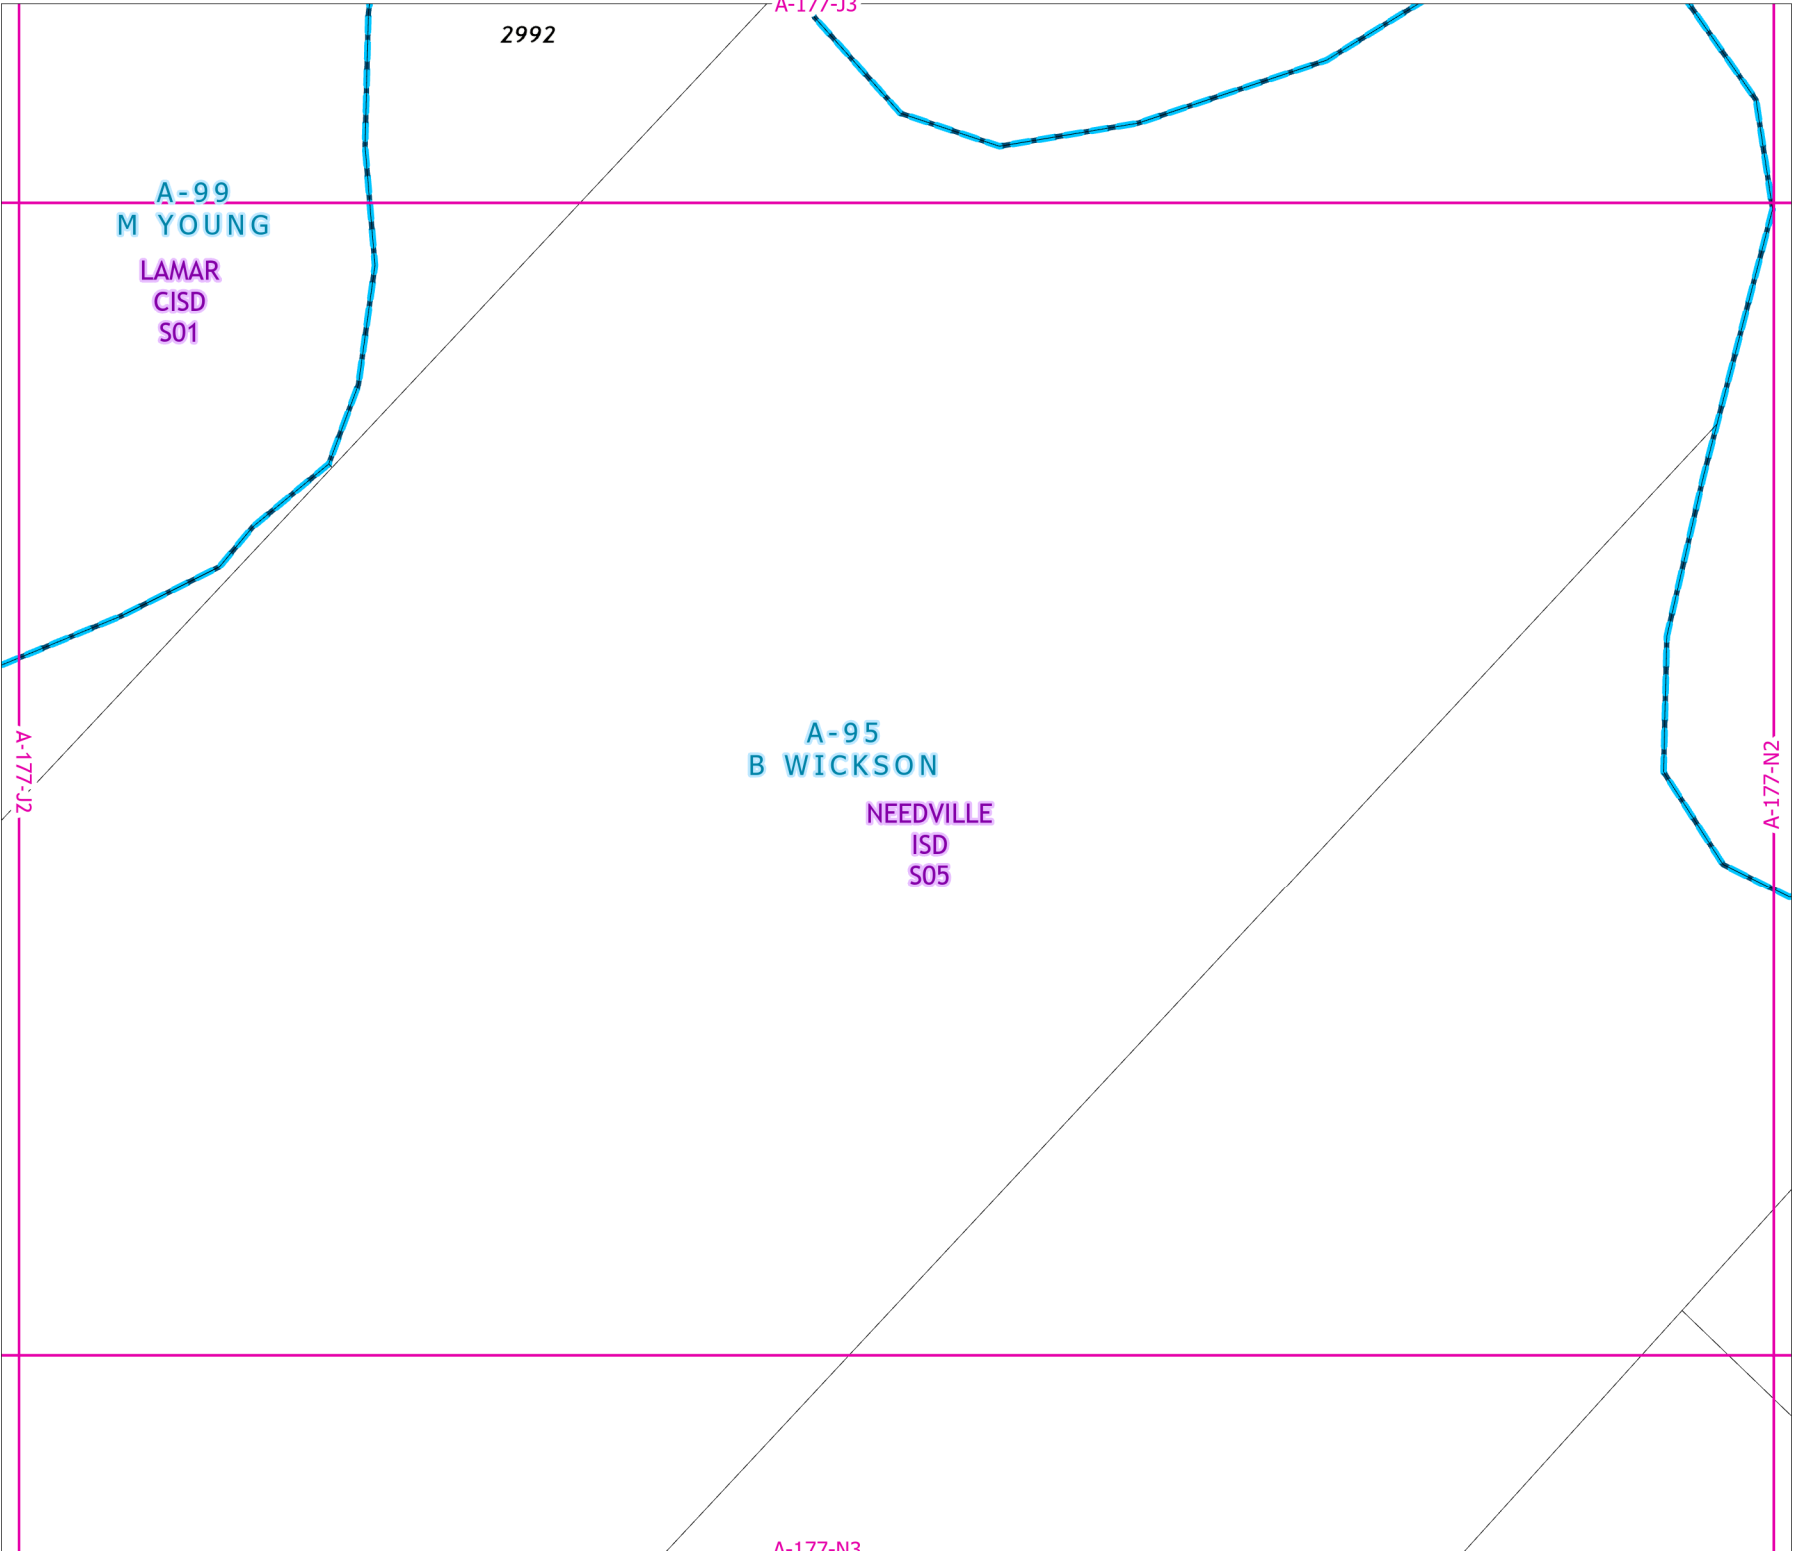 A-177-J3
2992
A-99
M YOUNG
LAMAR
CISD
S01
A-177-J2
A-95
B WICKSON
NEEDVILLE
ISD
S05
A-177-N2
A-177-N3